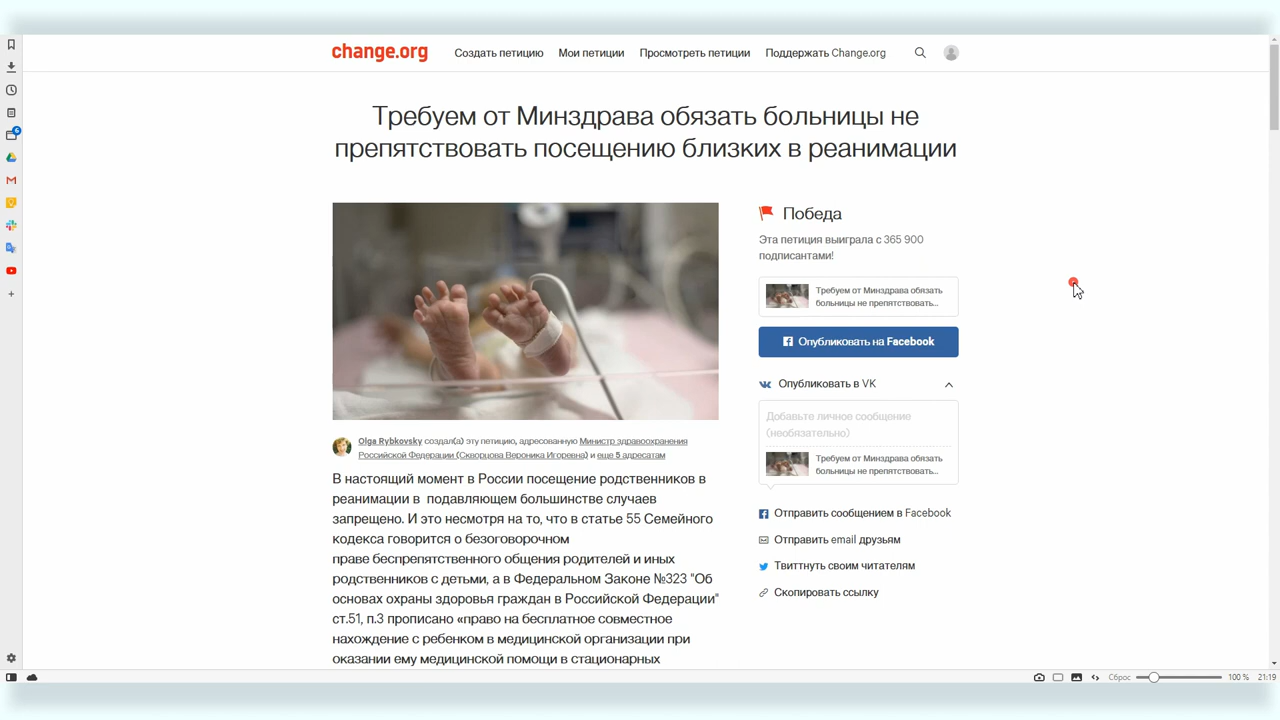 change.org
Создать петицию
Мои петиции
Просмотреть петиции
Поддержать Change.org
Требуем от Минздрава обязать больницы не
препятствовать посещению близких в реанимации
Olga Rybkovsky создал(а) эту петицию, адресованную Министр здравоохранения
Российской Федерации (Скворцова Вероника Игоревна) и еще 5 адресатам
В настоящий момент в России посещение родственников в
реанимации в подавляющем большинстве случаев
запрещено. И это несмотря на то, что в статье 55 Семейного
кодекса говорится о безоговорочном
праве беспрепятственного общения родителей и иных
родственников с детьми, а в Федеральном Законе №323 "Об
основах охраны здоровья граждан в Российской Федерации"
ст.51, п.3 прописано «право на бесплатное совместное
нахождение с ребенком в медицинской организации при
оказании ему медицинской помощи в стационарных
Победа
Эта петиция выиграла с 365 900
подписантами!
Требуем от Минздрава обязать
больницы не препятствовать...
Опубликовать на Facebook
Опубликовать в VK
Добавьте личное сообщение
(необязательно)
Требуем от Минздрава обязать
больницы не препятствовать...
Отправить сообщением в Facebook
Отправить email друзьям
Твиттнуть своим читателям
Скопировать ссылку
6
Сброс
100 %
21:19